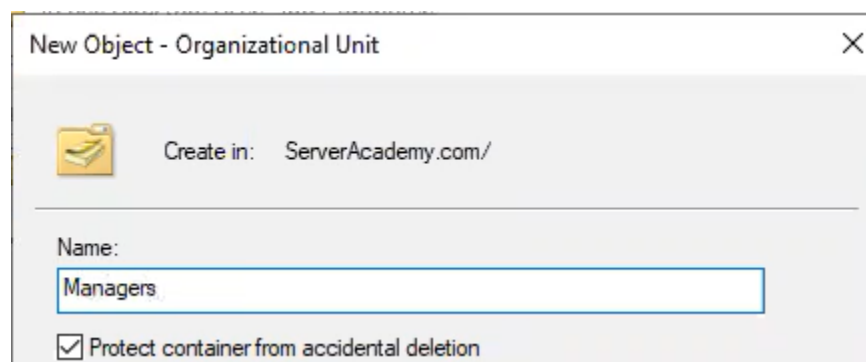 New Object - Organizational Unit
Create in: ServerAcademy.com/
Name:
Managers
Protect container from accidental deletion